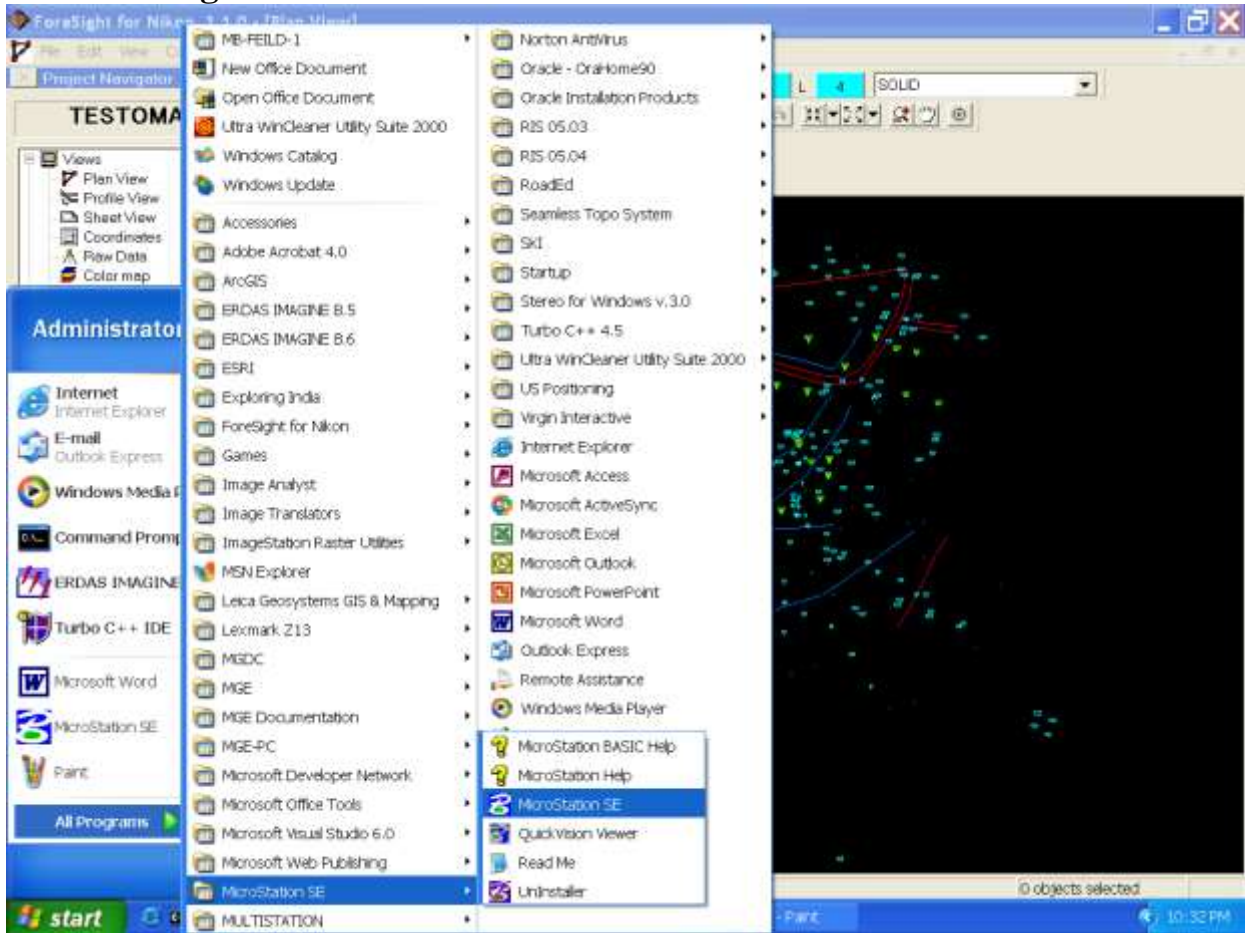 ForeSight for Nikon
File Edit View
Project Navigator
TESTOMA
L 4 SOLID
Views
Plan View
Profile View
Sheet View
Coordinates
Raw Data
Color map
Administrator
Internet
Internet Explorer
E-mail
Outlook Express
Windows Media P
Command Promp
ERDAS IMAGINE
Turbo C++ IDE
Microsoft Word
MicroStation SE
Paint
All Programs
MB-FEILD-1
New Office Document
Open Office Document
Ultra WinCleaner Utility Suite 2000
Windows Catalog
Windows Update
Accessories
Adobe Acrobat 4.0
ArcGIS
ERDAS IMAGINE 8.5
ERDAS IMAGINE 8.6
ESRI
Exploring India
ForeSight for Nikon
Games
Image Analyst
Image Translators
ImageStation Raster Utilities
MSN Explorer
Leica Geosystems GIS & Mapping
Lexmark Z13
MGDC
MGE
MGE Documentation
MGE-PC
Microsoft Developer Network
Microsoft Office Tools
Microsoft Visual Studio 6.0
Microsoft Web Publishing
MicroStation SE
MULTISTATION
Norton AntiVirus
Oracle - OraHome90
Oracle Installation Products
RIS 05.03
RIS 05.04
RoadEd
Seamless Topo System
SKI
Startup
Stereo for Windows v.3.0
Turbo C++ 4.5
Ultra WinCleaner Utility Suite 2000
US Positioning
Virgin Interactive
Internet Explorer
Microsoft Access
Microsoft ActiveSync
Microsoft Excel
Microsoft Outlook
Microsoft PowerPoint
Microsoft Word
Outlook Express
Remote Assistance
Windows Media Player
MicroStation BASIC Help
MicroStation Help
MicroStation SE
QuickVision Viewer
Read Me
UnInstaller
0 objects selected
start
- Paint
10:32 PM